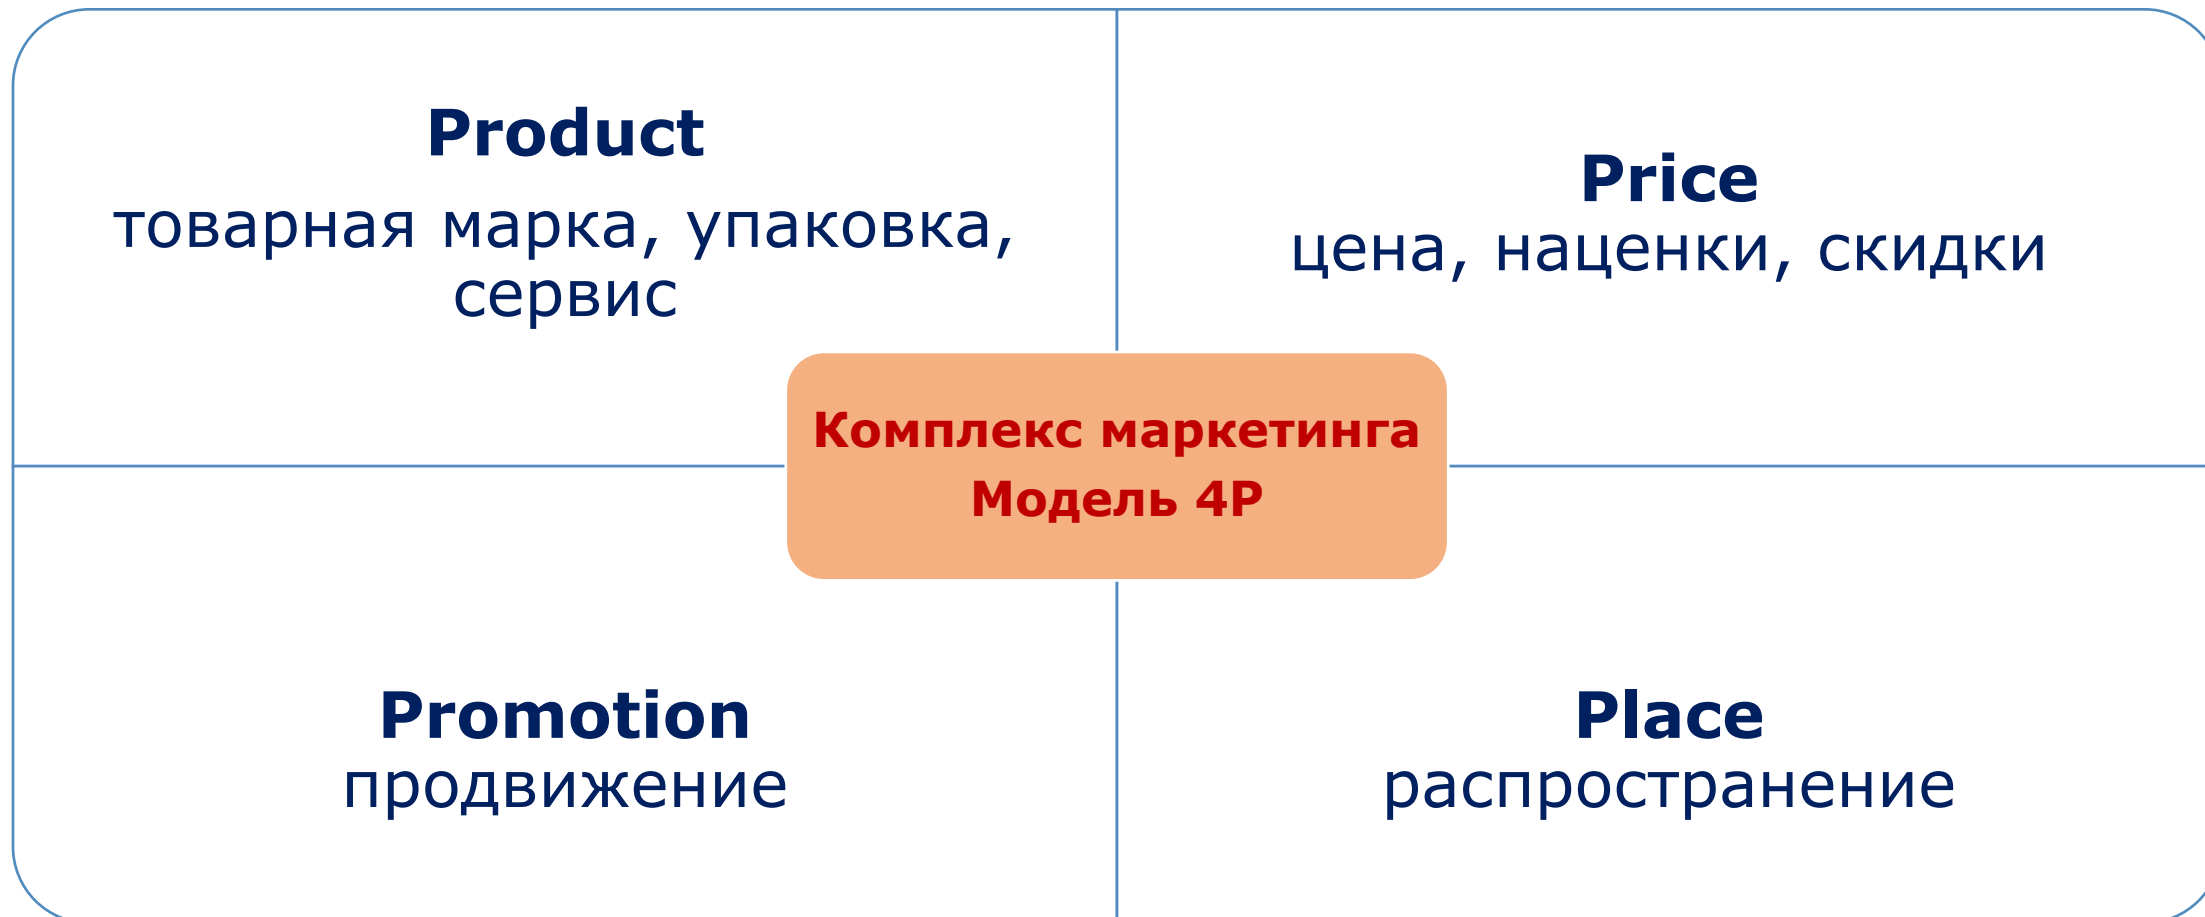 Product
товарная марка, упаковка,
сервис
Price
цена, наценки, скидки
Комплекс маркетинга
Модель 4P
Promotion
продвижение
Place
распространение